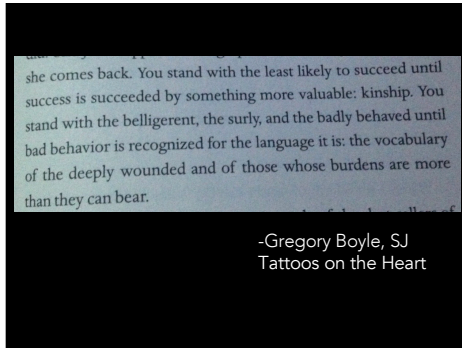 she comes back. You stand with the least likely to succeed until
success is succeeded by something more valuable: kinship. You
stand with the belligerent, the surly, and the badly behaved until
bad behavior is recognized for the language it is: the vocabulary
of the deeply wounded and of those whose burdens are more
than they can bear.
-Gregory Boyle, SJ
Tattoos on the Heart